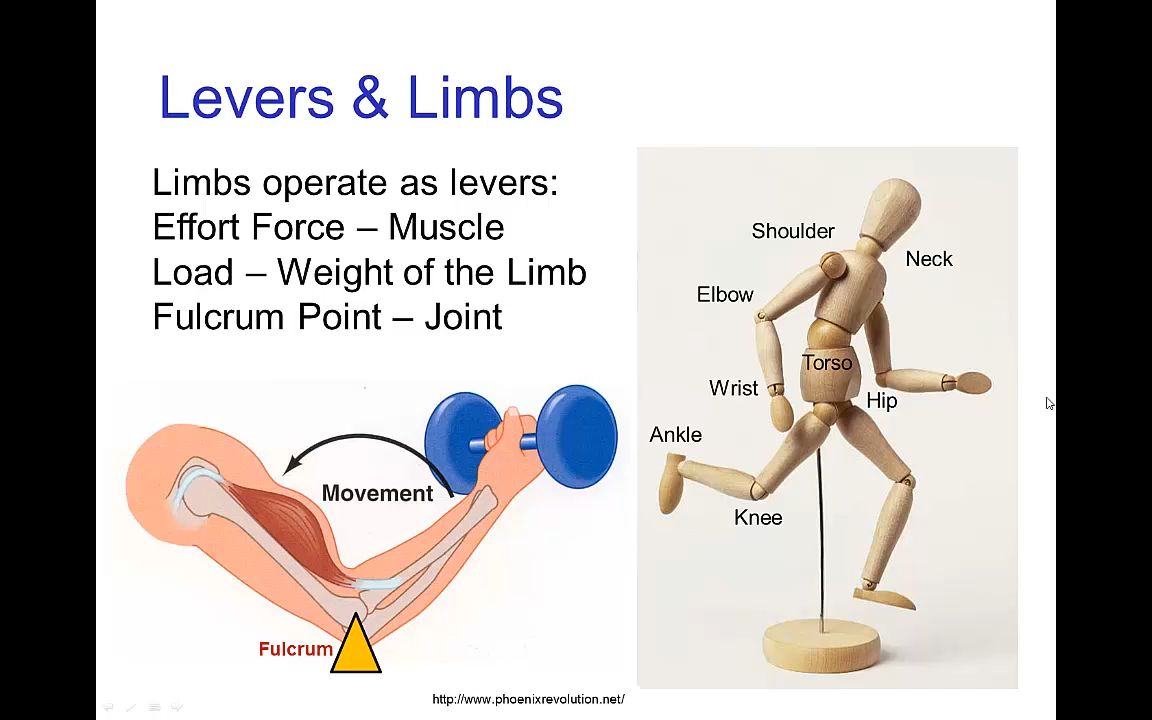 Levers & Limbs
Limbs operate as levers:
Effort Force – Muscle
Load – Weight of the Limb
Fulcrum Point – Joint
Movement
Fulcrum
Shoulder
Neck
Elbow
Torso
Wrist
Hip
Ankle
Knee
http://www.phoenixrevolution.net/